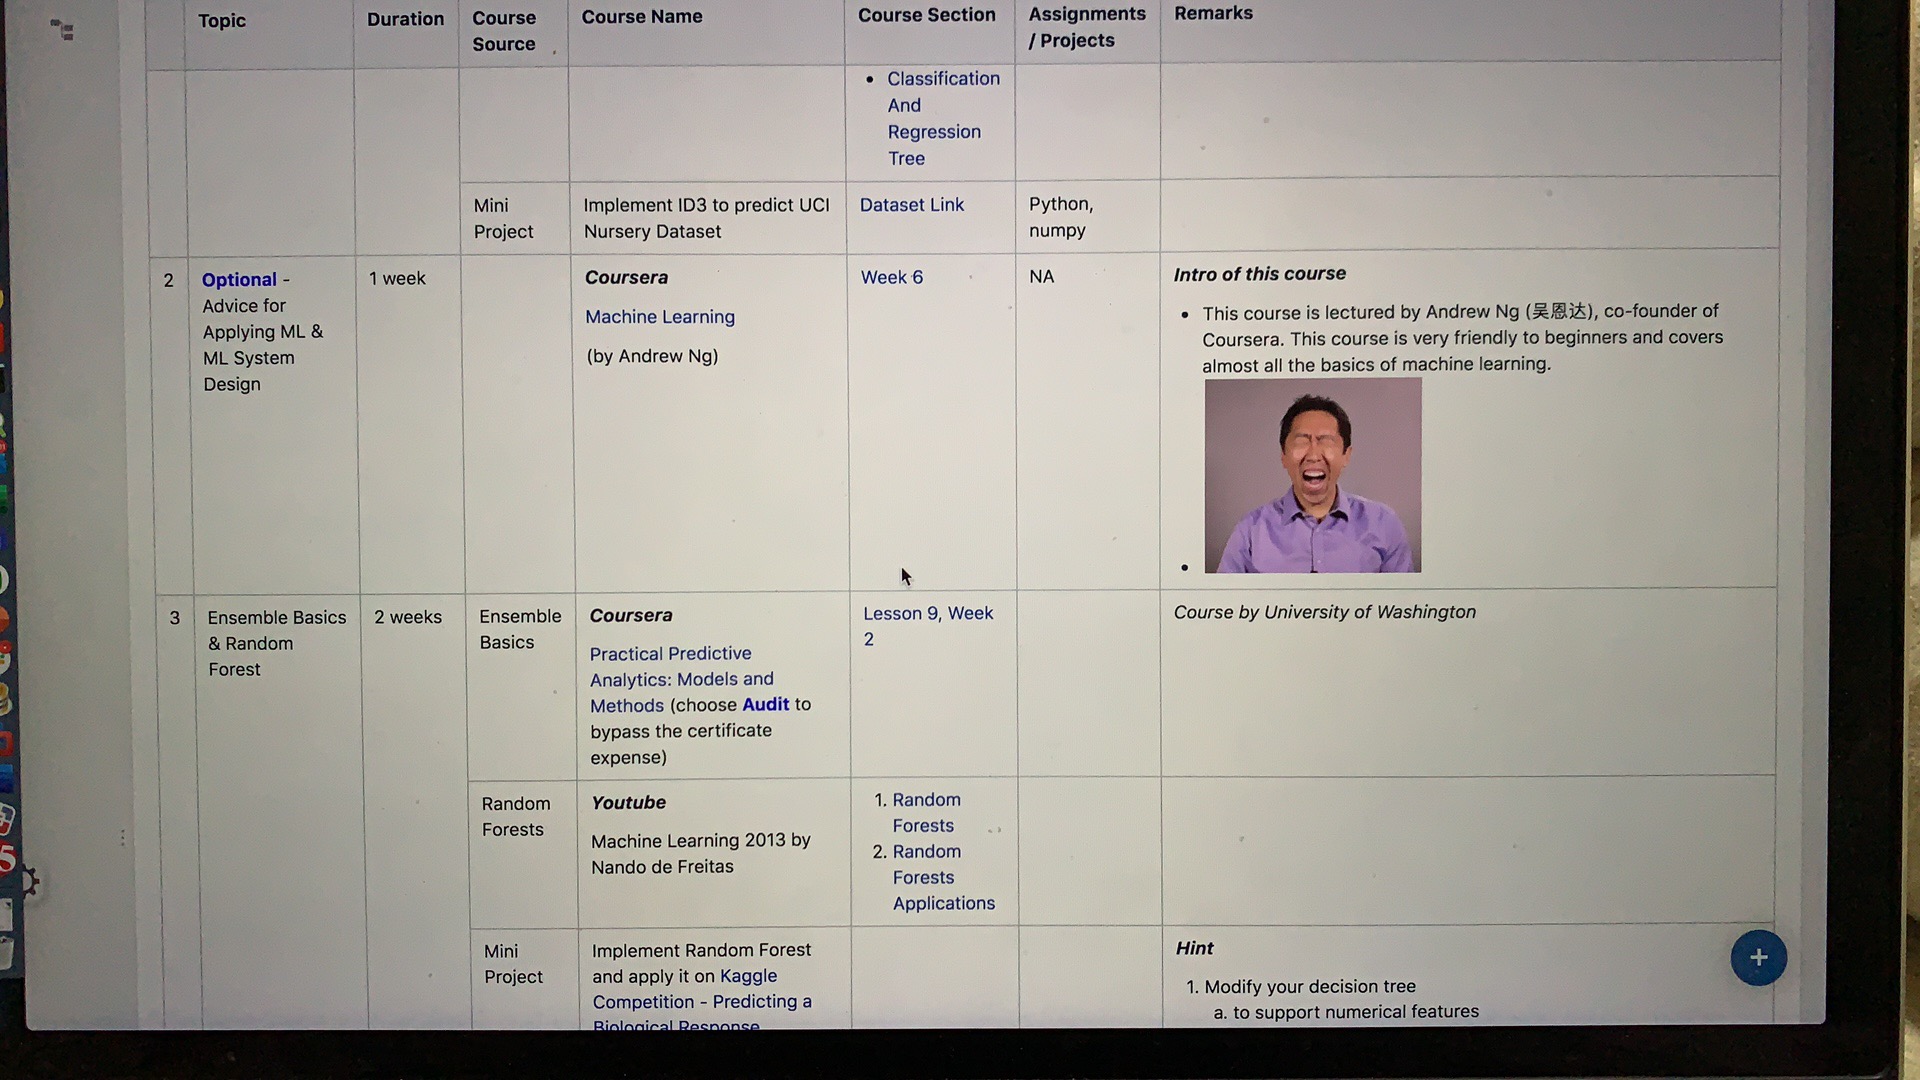 Topic
Duration
Course
Source
Course Name
Course Section
Assignments
/ Projects
Remarks
• Classification
And
Regression
Tree
Mini
Project
Implement ID3 to predict UCI
Nursery Dataset
Dataset Link
Python,
numpy
2
Optional -
Advice for
Applying ML &
ML System
Design
1 week
Coursera
Machine Learning
(by Andrew Ng)
Week 6
NA
Intro of this course
• This course is lectured by Andrew Ng (吴恩达), co-founder of
Coursera. This course is very friendly to beginners and covers
almost all the basics of machine learning.
3
Ensemble Basics
& Random
Forest
2 weeks
Ensemble
Basics
Coursera
Practical Predictive
Analytics: Models and
Methods (choose Audit to
bypass the certificate
expense)
Lesson 9, Week
2
Course by University of Washington
Random
Forests
Youtube
Machine Learning 2013 by
Nando de Freitas
1. Random
Forests
2. Random
Forests
Applications
Mini
Project
Implement Random Forest
and apply it on Kaggle
Competition - Predicting a
Biological Response
Hint
1. Modify your decision tree
a. to support numerical features
+